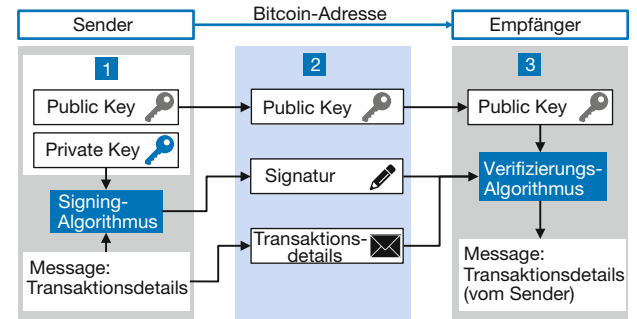 Sender
Bitcoin-Adresse
Empfänger
1
2
3
Public Key
Public Key
Public Key
Private Key
Signing-
Algorithmus
Signatur
Verifizierungs-
Algorithmus
Transaktions-
details
Message:
Transaktionsdetails
Message:
Transaktionsdetails
(vom Sender)